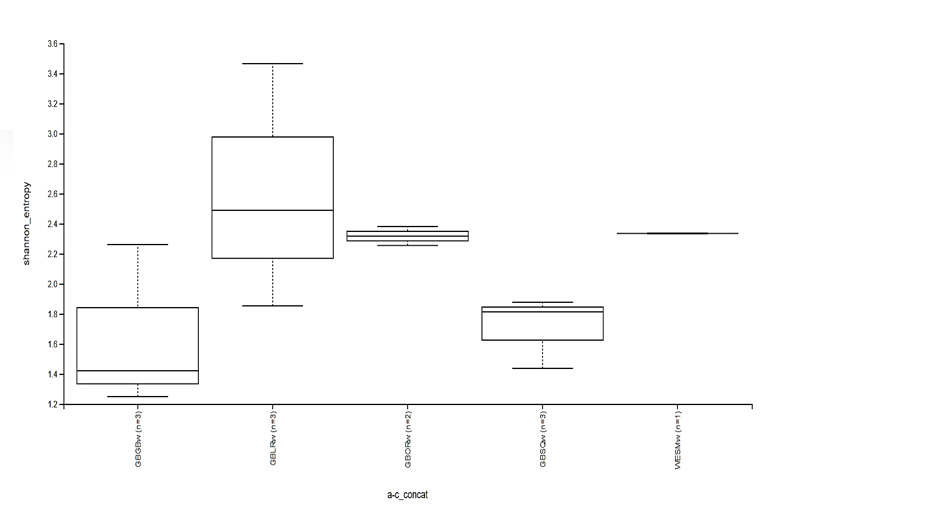 3.6
3.4
3.2
3.0
2.8
2.6
2.4
2.2
2.0
1.8
1.6
1.4
1.2
shannon_entropy
GBGBw (n=3)
GBLRw (n=3)
GBORw (n=2)
GBSQw (n=3)
WESMw (n=1)
a-c_concat